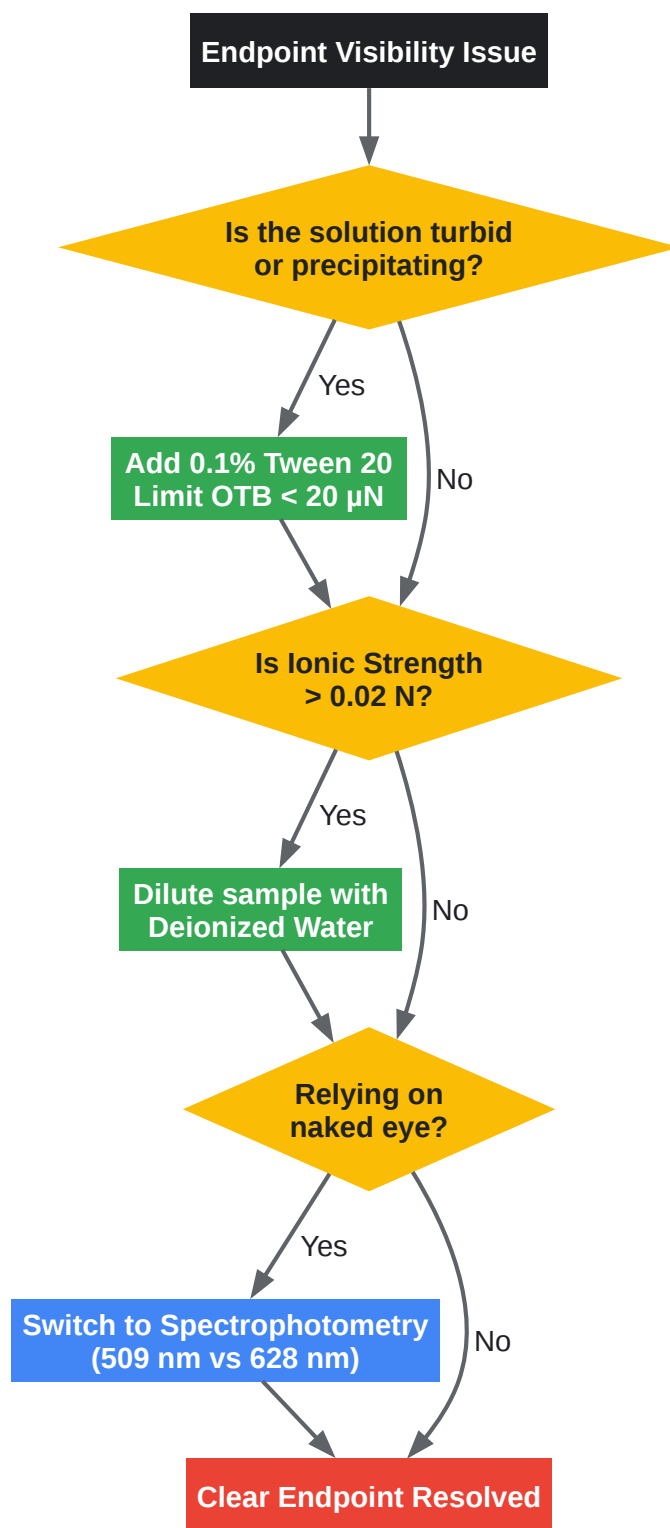 Endpoint Visibility Issue
Is the solution turbid
or precipitating?
Yes
Add 0.1% Tween 20
Limit OTB < 20 µN
No
Is Ionic Strength
> 0.02 N?
Yes
Dilute sample with
Deionized Water
No
Relying on
naked eye?
Yes
Switch to Spectrophotometry
(509 nm vs 628 nm)
No
Clear Endpoint Resolved